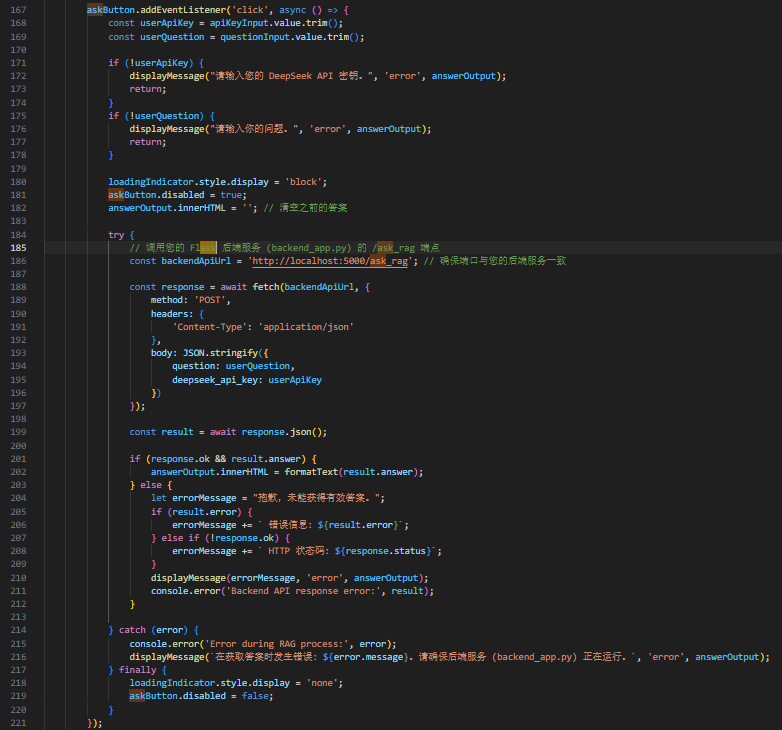 167 askButton.addEventListener('click', async () => {
168 const userApiKey = apiKeyInput.value.trim();
169 const userQuestion = questionInput.value.trim();
170
171 if (!userApiKey) {
172 displayMessage("请输入您的 DeepSeek API 密钥。", 'error', answerOutput);
173 return;
174 }
175 if (!userQuestion) {
176 displayMessage("请输入你的问题。", 'error', answerOutput);
177 return;
178 }
179
180 loadingIndicator.style.display = 'block';
181 askButton.disabled = true;
182 answerOutput.innerHTML = ''; // 清空之前的答案
183
184 try {
185 // 调用您的 Flask 后端服务 (backend_app.py) 的 /ask_rag 端点
186 const backendApiUrl = 'http://localhost:5000/ask_rag'; // 确保端口与您的后端服务一致
187
188 const response = await fetch(backendApiUrl, {
189 method: 'POST',
190 headers: {
191 'Content-Type': 'application/json'
192 },
193 body: JSON.stringify({
194 question: userQuestion,
195 deepseek_api_key: userApiKey
196 })
197 });
198
199 const result = await response.json();
200
201 if (response.ok && result.answer) {
202 answerOutput.innerHTML = formatText(result.answer);
203 } else {
204 let errorMessage = "抱歉，未能获得有效答案。";
205 if (result.error) {
206 errorMessage += ` 错误信息: ${result.error}`;
207 } else if (!response.ok) {
208 errorMessage += ` HTTP 状态码: ${response.status}`;
209 }
210 displayMessage(errorMessage, 'error', answerOutput);
211 console.error('Backend API response error:', result);
212 }
213
214 } catch (error) {
215 console.error('Error during RAG process:', error);
216 displayMessage(`在获取答案时发生错误: ${error.message}. 请确保后端服务 (backend_app.py) 正在运行。`, 'error', answerOutput);
217 } finally {
218 loadingIndicator.style.display = 'none';
219 askButton.disabled = false;
220 }
221 });